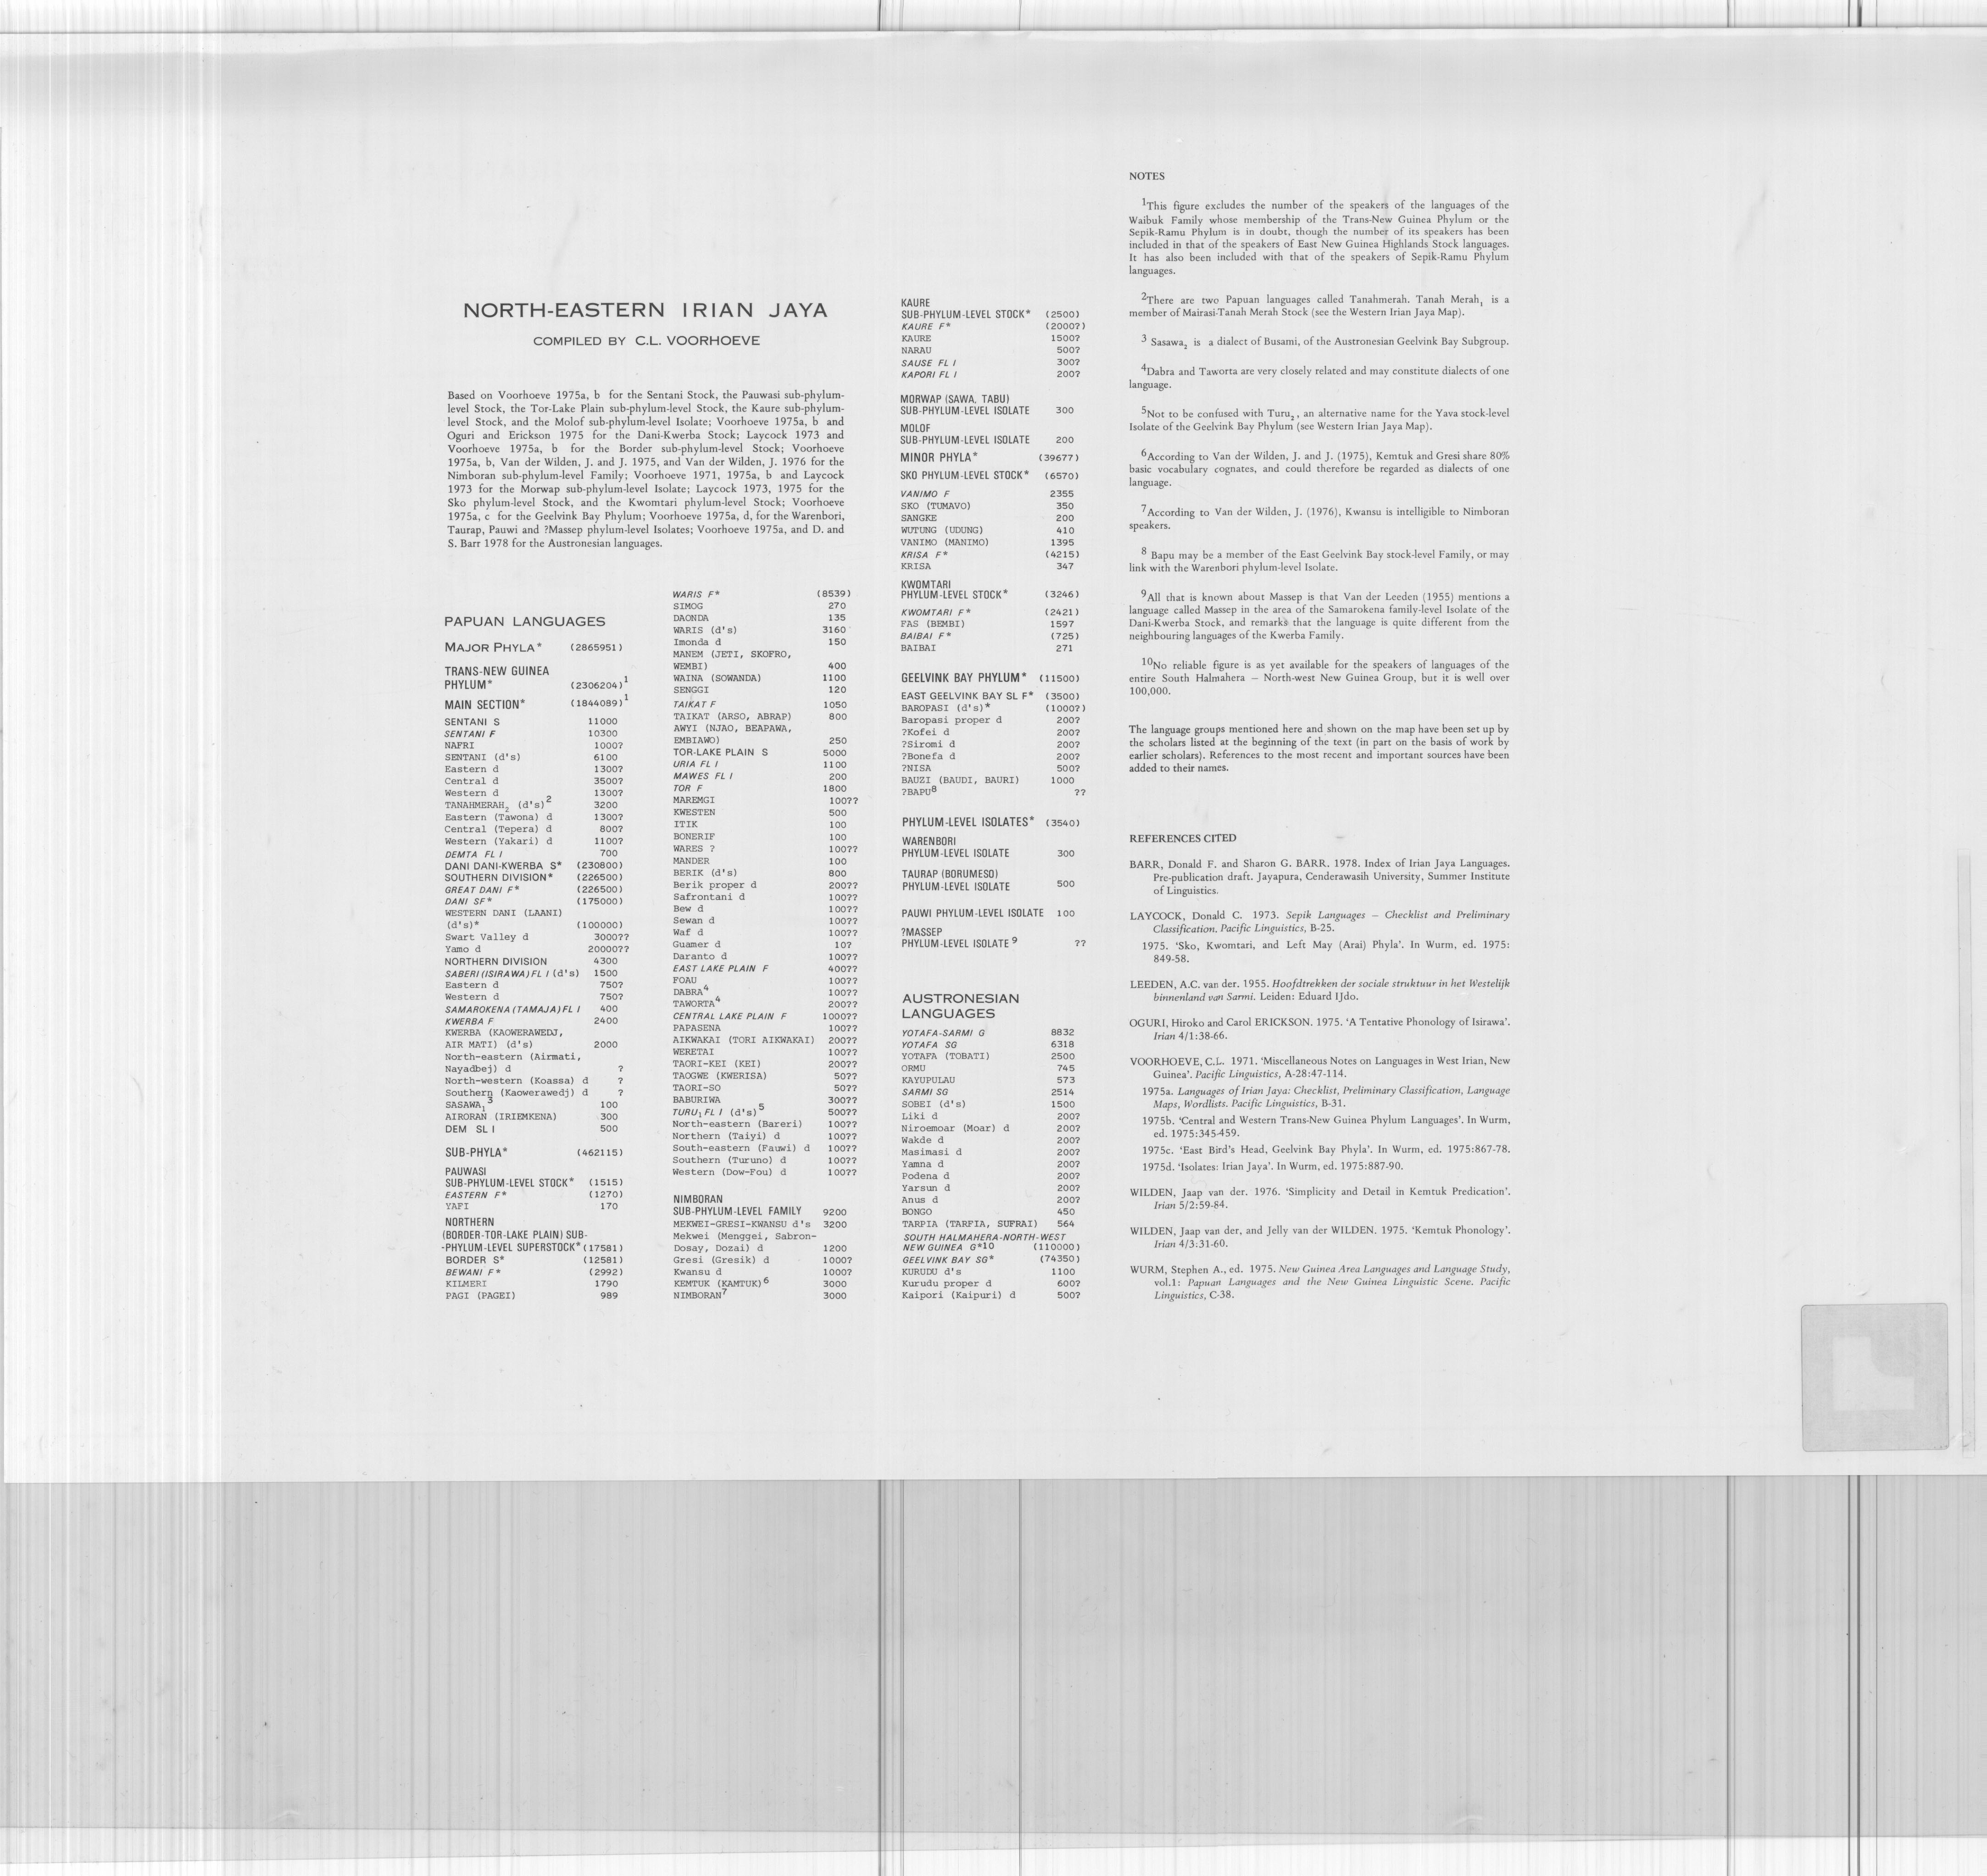 NORTH-EASTERN IRIAN JAYA
COMPILED BY C.L. VOORHOEVE
Based on Voorhoeve 1975a, b for the Sentani Stock, the Pauwasi sub-phylum-
level Stock, the Tor-Lake Plain sub-phylum-level Stock, the Kaure sub-phylum-
level Stock, and the Molof sub-phylum-level Isolate; Voorhoeve 1975a, b and
Oguri and Erickson 1975 for the Dani-Kwerba Stock; Laycock 1973 and
Voorhoeve 1975a, b for the Border sub-phylum-level Stock; Voorhoeve
1975a, b, Van der Wilden, J. and J. 1975, and Van der Wilden, J. 1976 for the
Nimboran sub-phylum-level Family; Voorhoeve 1971, 1975a, b and Laycock
1973 for the Morwap sub-phylum-level Isolate; Laycock 1973, 1975 for the
Sko phylum-level Stock, and the Kwomtari phylum-level Stock; Voorhoeve
1975a, c for the Geelvink Bay Phylum; Voorhoeve 1975a, d, for the Warenbori,
Taurap, Pauwi and ?Massep phylum-level Isolates; Voorhoeve 1975a, and D. and
S. Barr 1978 for the Austronesian languages.
PAPUAN LANGUAGES
MAJOR PHYLA* (2865951)
TRANS-NEW GUINEA
PHYLUM* (2306204)1
MAIN SECTION* (1844089)1
SENTANI S 11000
SENTANI F 10300
NAFRI 1000?
SENTANI (d's) 6100
Eastern d 1300?
Central d 3500?
Western d 1300?
TANAHMERAH2 (d's)2 3200
Eastern (Tawona) d 1300?
Central (Tepera) d 800?
Western (Yakari) d 1100?
DEMTA FL I 700
DANI DANI-KWERBA S* (230800)
SOUTHERN DIVISION* (226500)
GREAT DANI F* (226500)
DANI SF* (175000)
WESTERN DANI (LAANI)
(d's)* (100000)
Swart Valley d 3000??
Yamo d 20000??
NORTHERN DIVISION 4300
SABERI (ISIRAWA) FL I (d's) 1500
Eastern d 750?
Western d 750?
SAMAROKENA (TAMAJA) FL I 400
KWERBA F 2400
KWERBA (KAOWERAWEDJ,
AIR MATI) (d's) 2000
North-eastern (Airmati,
Nayadbej) d ?
North-western (Koassa) d ?
Southern (Kaowerawedj) d ?
SASAWA1 3 100
AIRORAN (IRIEMKENA) 300
DEM SL I 500
SUB-PHYLA* (462115)
PAUWASI
SUB-PHYLUM-LEVEL STOCK* (1515)
EASTERN F* (1270)
YAFI 170
NORTHERN
(BORDER-TOR-LAKE PLAIN) SUB-
-PHYLUM-LEVEL SUPERSTOCK* (17581)
BORDER S* (12581)
BEWANI F* (2992)
KILMERI 1790
PAGI (PAGEI) 989
WARIS F* (8539)
SIMOG 270
DAONDA 135
WARIS (d's) 3160
Imonda d 150
MANEM (JETI, SKOFRO,
WEMBI) 400
WAINA (SOWANDA) 1100
SENGGI 120
TAIKAT F 1050
TAIKAT (ARSO, ABRAP) 800
AWYI (NJAO, BEAPAWA,
EMBIAWO) 250
TOR-LAKE PLAIN S 5000
URIA FL I 1100
MAWES FL I 200
TOR F 1800
MAREMGI 100??
KWESTEN 500
ITIK 100
BONERIF 100
WARES ? 100??
MANDER 100
BERIK (d's) 800
Berik proper d 200??
Safrontani d 100??
Bew d 100??
Sewan d 100??
Waf d 100??
Guamer d 10?
Daranto d 100??
EAST LAKE PLAIN F 400??
FOAU 100??
DABRA4 100??
TAWORTA4 200??
CENTRAL LAKE PLAIN F 1000??
PAPASENA 100??
AIKWAKAI (TORI AIKWAKAI) 200??
WERETAI 100??
TAORI-KEI (KEI) 200??
TAOGWE (KWERISA) 50??
TAORI-SO 50??
BABURIWA 300??
TURU1 FL I (d's)5 500??
North-eastern (Bareri) 100??
Northern (Taiyi) d 100??
South-eastern (Fauwi) d 100??
Southern (Turuno) d 100??
Western (Dow-Fou) d 100??
NIMBORAN
SUB-PHYLUM-LEVEL FAMILY 9200
MEKWEI-GRESI-KWANSU d's 3200
Mekwei (Menggei, Sabron-
Dosay, Dozai) d 1200
Gresi (Gresik) d 1000?
Kwansu d 1000?
KEMTUK (KAMTUK)6 3000
NIMBORAN7 3000
KAURE
SUB-PHYLUM-LEVEL STOCK* (2500)
KAURE F* (2000?)
KAURE 1500?
NARAU 500?
SAUSE FL I 300?
KAPORI FL I 200?
MORWAP (SAWA, TABU)
SUB-PHYLUM-LEVEL ISOLATE 300
MOLOF
SUB-PHYLUM-LEVEL ISOLATE 200
MINOR PHYLA* (39677)
SKO PHYLUM-LEVEL STOCK* (6570)
VANIMO F 2355
SKO (TUMAVO) 350
SANGKE 200
WUTUNG (UDUNG) 410
VANIMO (MANIMO) 1395
KRISA F* (4215)
KRISA 347
KWOMTARI
PHYLUM-LEVEL STOCK* (3246)
KWOMTARI F* (2421)
FAS (BEMBI) 1597
BAIBAI F* (725)
BAIBAI 271
GEELVINK BAY PHYLUM* (11500)
EAST GEELVINK BAY SL F* (3500)
BAROPASI (d's)* (1000?)
Baropasi proper d 200?
?Kofei d 200?
?Siromi d 200?
?Bonefa d 200?
?NISA 500?
BAUZI (BAUDI, BAURI) 1000
?BAPU8 ??
PHYLUM-LEVEL ISOLATES* (3540)
WARENBORI
PHYLUM-LEVEL ISOLATE 300
TAURAP (BORUMESO)
PHYLUM-LEVEL ISOLATE 500
PAUWI PHYLUM-LEVEL ISOLATE 100
?MASSEP
PHYLUM-LEVEL ISOLATE 9 ??
AUSTRONESIAN
LANGUAGES
YOTAFA-SARMI G 8832
YOTAFA SG 6318
YOTAFA (TOBATI) 2500
ORMU 745
KAYUPULAU 573
SARMI SG 2514
SOBEI (d's) 1500
Liki d 200?
Niroemoar (Moar) d 200?
Wakde d 200?
Masimasi d 200?
Yamna d 200?
Podena d 200?
Yarsun d 200?
Anus d 200?
BONGO 450
TARPIA (TARFIA, SUFRAI) 564
SOUTH HALMAHERA-NORTH-WEST
NEW GUINEA G*10 (110000)
GEELVINK BAY SG* (74350)
KURUDU d's 1100
Kurudu proper d 600?
Kaipori (Kaipuri) d 500?
NOTES
1This figure excludes the number of the speakers of the languages of the
Waibuk Family whose membership of the Trans-New Guinea Phylum or the
Sepik-Ramu Phylum is in doubt, though the number of its speakers has been
included in that of the speakers of East New Guinea Highlands Stock languages.
It has also been included with that of the speakers of Sepik-Ramu Phylum
languages.
2There are two Papuan languages called Tanahmerah. Tanah Merah1 is a
member of Mairasi-Tanah Merah Stock (see the Western Irian Jaya Map).
3 Sasawa2 is a dialect of Busami, of the Austronesian Geelvink Bay Subgroup.
4Dabra and Taworta are very closely related and may constitute dialects of one
language.
5Not to be confused with Turu2, an alternative name for the Yava stock-level
Isolate of the Geelvink Bay Phylum (see Western Irian Jaya Map).
6According to Van der Wilden, J. and J. (1975), Kemtuk and Gresi share 80%
basic vocabulary cognates, and could therefore be regarded as dialects of one
language.
7According to Van der Wilden, J. (1976), Kwansu is intelligible to Nimboran
speakers.
8 Bapu may be a member of the East Geelvink Bay stock-level Family, or may
link with the Warenbori phylum-level Isolate.
9All that is known about Massep is that Van der Leeden (1955) mentions a
language called Massep in the area of the Samarokena family-level Isolate of the
Dani-Kwerba Stock, and remarks that the language is quite different from the
neighbouring languages of the Kwerba Family.
10No reliable figure is as yet available for the speakers of languages of the
entire South Halmahera – North-west New Guinea Group, but it is well over
100,000.
The language groups mentioned here and shown on the map have been set up by
the scholars listed at the beginning of the text (in part on the basis of work by
earlier scholars). References to the most recent and important sources have been
added to their names.
REFERENCES CITED
BARR, Donald F. and Sharon G. BARR. 1978. Index of Irian Jaya Languages.
Pre-publication draft. Jayapura, Cenderawasih University, Summer Institute
of Linguistics.
LAYCOCK, Donald C. 1973. Sepik Languages – Checklist and Preliminary
Classification. Pacific Linguistics, B-25.
1975. ‘Sko, Kwomtari, and Left May (Arai) Phyla’. In Wurm, ed. 1975:
849-58.
LEEDEN, A.C. van der. 1955. Hoofdtrekken der sociale struktuur in het Westelijk
binnenland van Sarmi. Leiden: Eduard IJdo.
OGURI, Hiroko and Carol ERICKSON. 1975. ‘A Tentative Phonology of Isirawa’.
Irian 4/1:38-66.
VOORHOEVE, C.L. 1971. ‘Miscellaneous Notes on Languages in West Irian, New
Guinea’. Pacific Linguistics, A-28:47-114.
1975a. Languages of Irian Jaya: Checklist, Preliminary Classification, Language
Maps, Wordlists. Pacific Linguistics, B-31.
1975b. ‘Central and Western Trans-New Guinea Phylum Languages’. In Wurm,
ed. 1975:345-459.
1975c. ‘East Bird's Head, Geelvink Bay Phyla’. In Wurm, ed. 1975:867-78.
1975d. ‘Isolates: Irian Jaya’. In Wurm, ed. 1975:887-90.
WILDEN, Jaap van der. 1976. ‘Simplicity and Detail in Kemtuk Predication’.
Irian 5/2:59-84.
WILDEN, Jaap van der, and Jelly van der WILDEN. 1975. ‘Kemtuk Phonology’.
Irian 4/3:31-60.
WURM, Stephen A., ed. 1975. New Guinea Area Languages and Language Study,
vol.1: Papuan Languages and the New Guinea Linguistic Scene. Pacific
Linguistics, C-38.